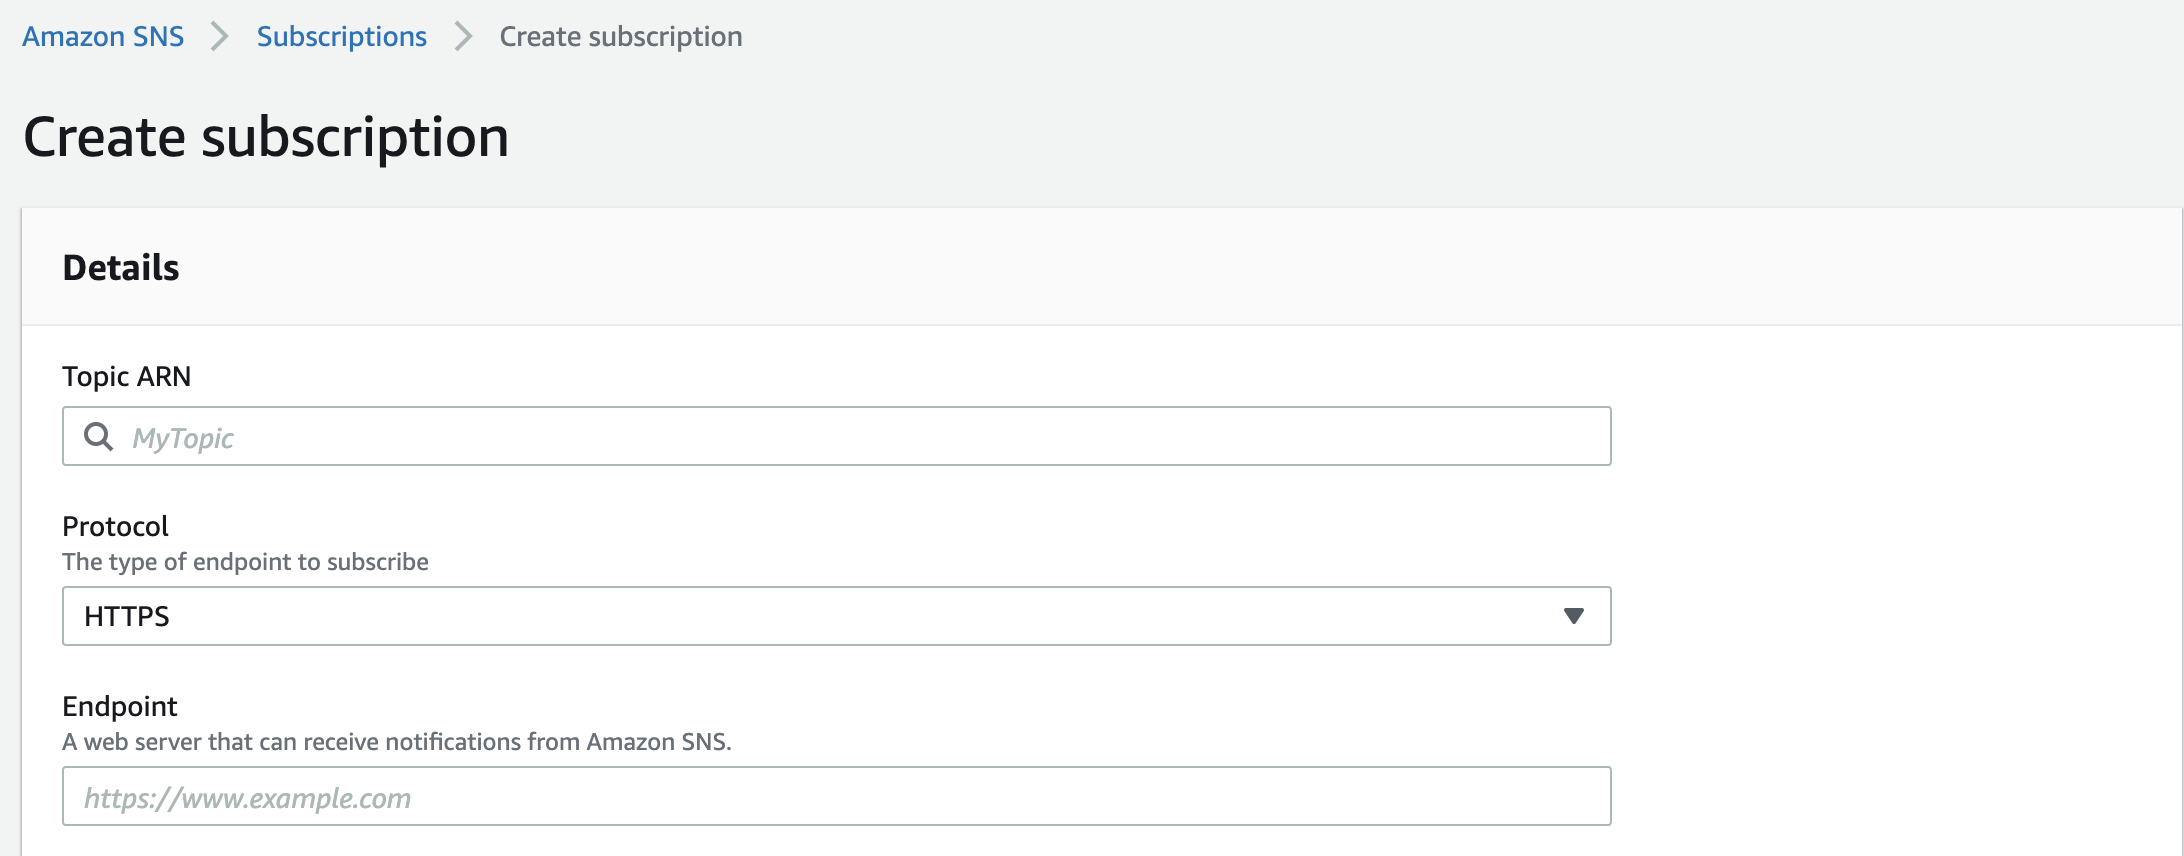 Amazon SNS > Subscriptions > Create subscription
Create subscription
Details
Topic ARN
MyTopic
Protocol
The type of endpoint to subscribe
HTTPS
Endpoint
A web server that can receive notifications from Amazon SNS.
https://www.example.com